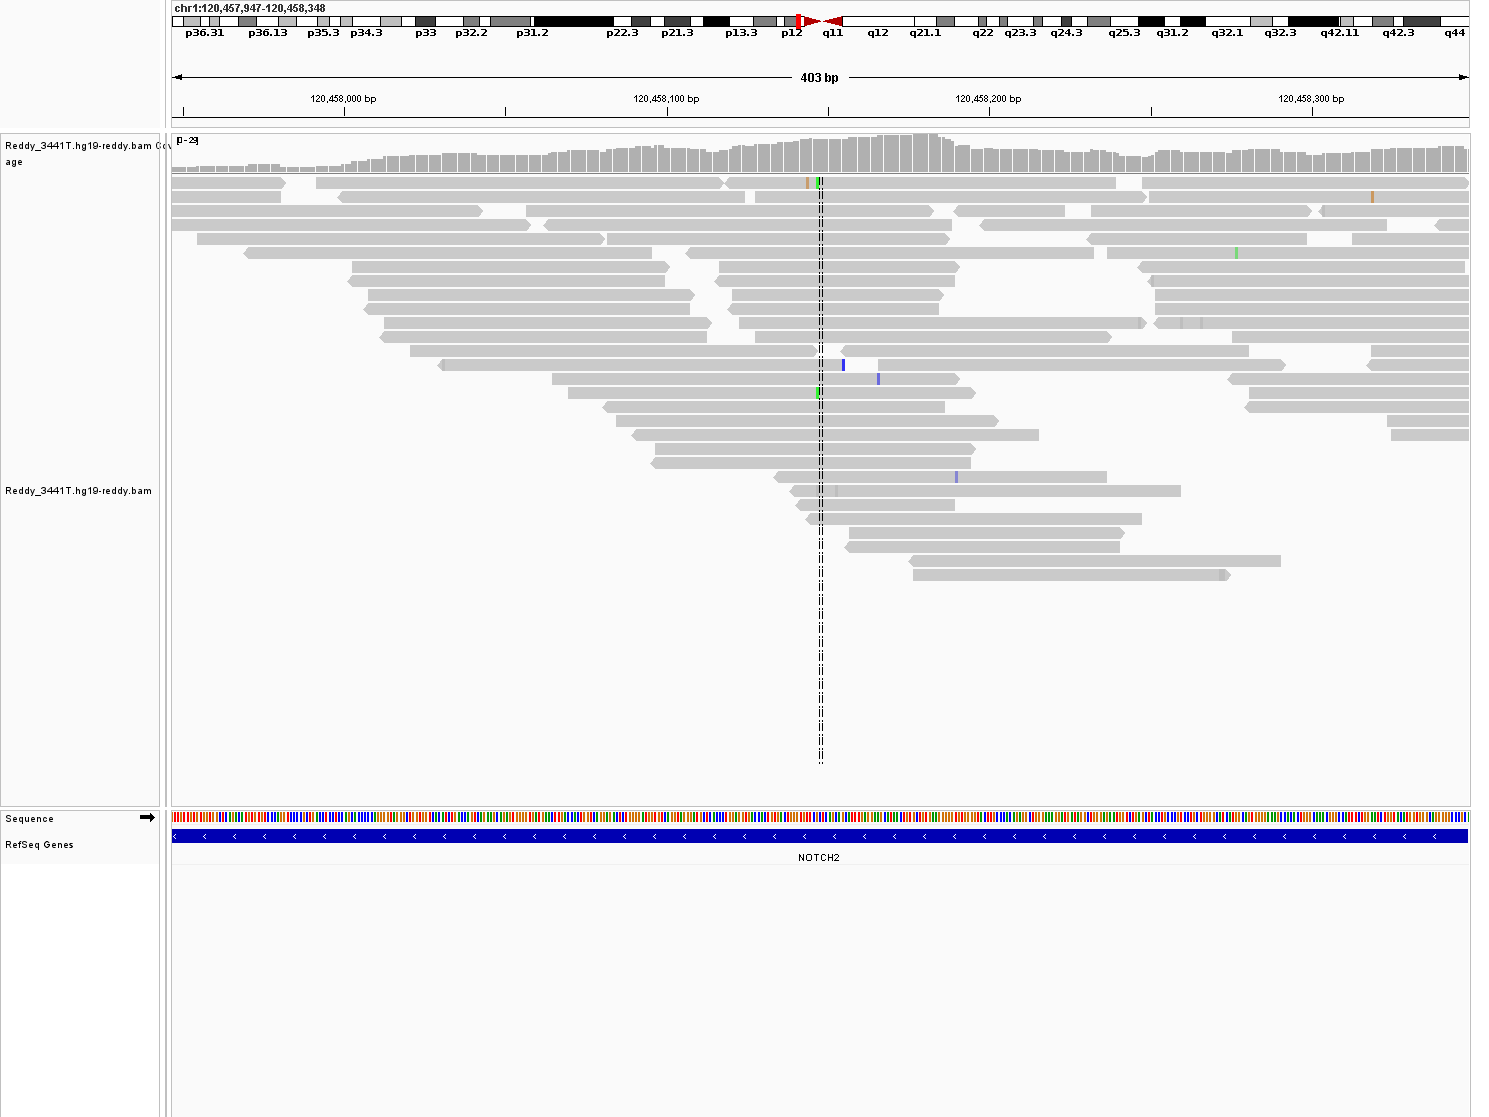 chr1:120,457,947-120,458,348
p36.31 p36.13 p35.3 p34.3 p33 p32.2 p31.2 p22.3 p21.3 p13.3 p12 q11 q12 q21.1 q22 q23.3 q24.3 q25.3 q31.2 q32.1 q32.3 q42.11 q42.3 q44
403 bp
120,458,000 bp 120,458,100 bp 120,458,200 bp 120,458,300 bp
[0-29]
Reddy_3441T.hg19-reddy.bam Cov
age
Reddy_3441T.hg19-reddy.bam
Sequence
RefSeq Genes
NOTCH2